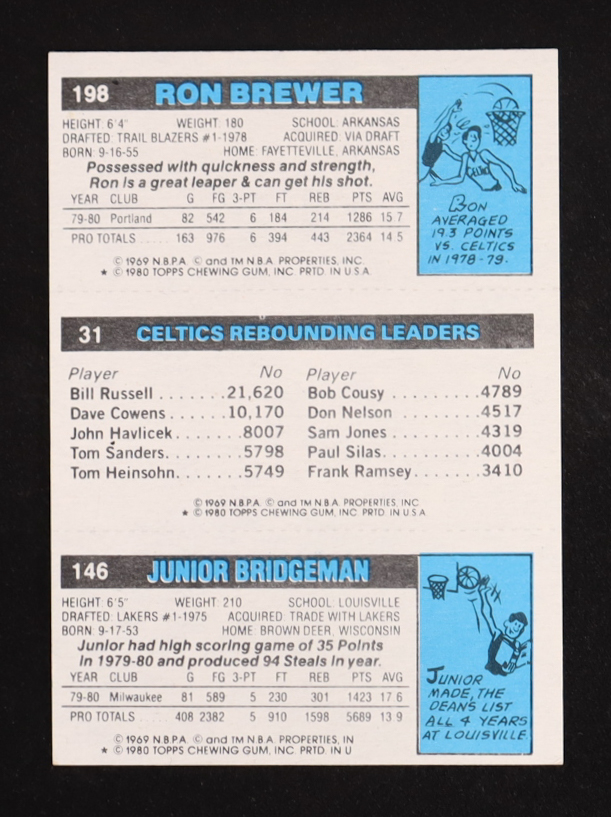 198 RON BREWER
HEIGHT: 6'4" WEIGHT: 180 SCHOOL: ARKANSAS
DRAFTED: TRAIL BLAZERS #1-1978 ACQUIRED: VIA DRAFT
BORN: 9-16-55 HOME: FAYETTEVILLE, ARKANSAS
Possessed with quickness and strength,
Ron is a great leaper & can get his shot.
YEAR CLUB G FG 3-PT FT REB PTS AVG
79-80 Portland 82 542 6 184 214 1286 15.7
PRO TOTALS ..... 163 976 6 394 443 2364 14.5
© 1969 N.B.P.A. © and TM N.B.A. PROPERTIES, INC.
★ © 1980 TOPPS CHEWING GUM, INC. PRTD. IN U.S.A.
CELTICS
RON
AVERAGED
19.3 POINTS
VS. CELTICS
IN 1978-79.
31 CELTICS REBOUNDING LEADERS
Player No Player No
Bill Russell .......21,620 Bob Cousy .........4789
Dave Cowens ......10,170 Don Nelson ........4517
John Havlicek.......8007 Sam Jones .........4319
Tom Sanders........5798 Paul Silas..........4004
Tom Heinsohn......5749 Frank Ramsey.......3410
© 1969 N.B.P.A. © and TM N.B.A. PROPERTIES, INC
★ © 1980 TOPPS CHEWING GUM, INC. PRTD. IN U.S.A
146 JUNIOR BRIDGEMAN
HEIGHT: 6'5" WEIGHT: 210 SCHOOL: LOUISVILLE
DRAFTED: LAKERS #1-1975 ACQUIRED: TRADE WITH LAKERS
BORN: 9-17-53 HOME: BROWN DEER, WISCONSIN
Junior had high scoring game of 35 Points
in 1979-80 and produced 94 Steals in year.
YEAR CLUB G FG 3-PT FT REB PTS AVG
79-80 Milwaukee 81 589 5 230 301 1423 17.6
PRO TOTALS ..... 408 2382 5 910 1598 5689 13.9
© 1969 N.B.P.A. © and TM N.B.A. PROPERTIES, IN
★ © 1980 TOPPS CHEWING GUM, INC. PRTD. IN U
JUNIOR
MADE, THE
DEAN'S LIST
ALL 4 YEARS
AT LOUISVILLE.